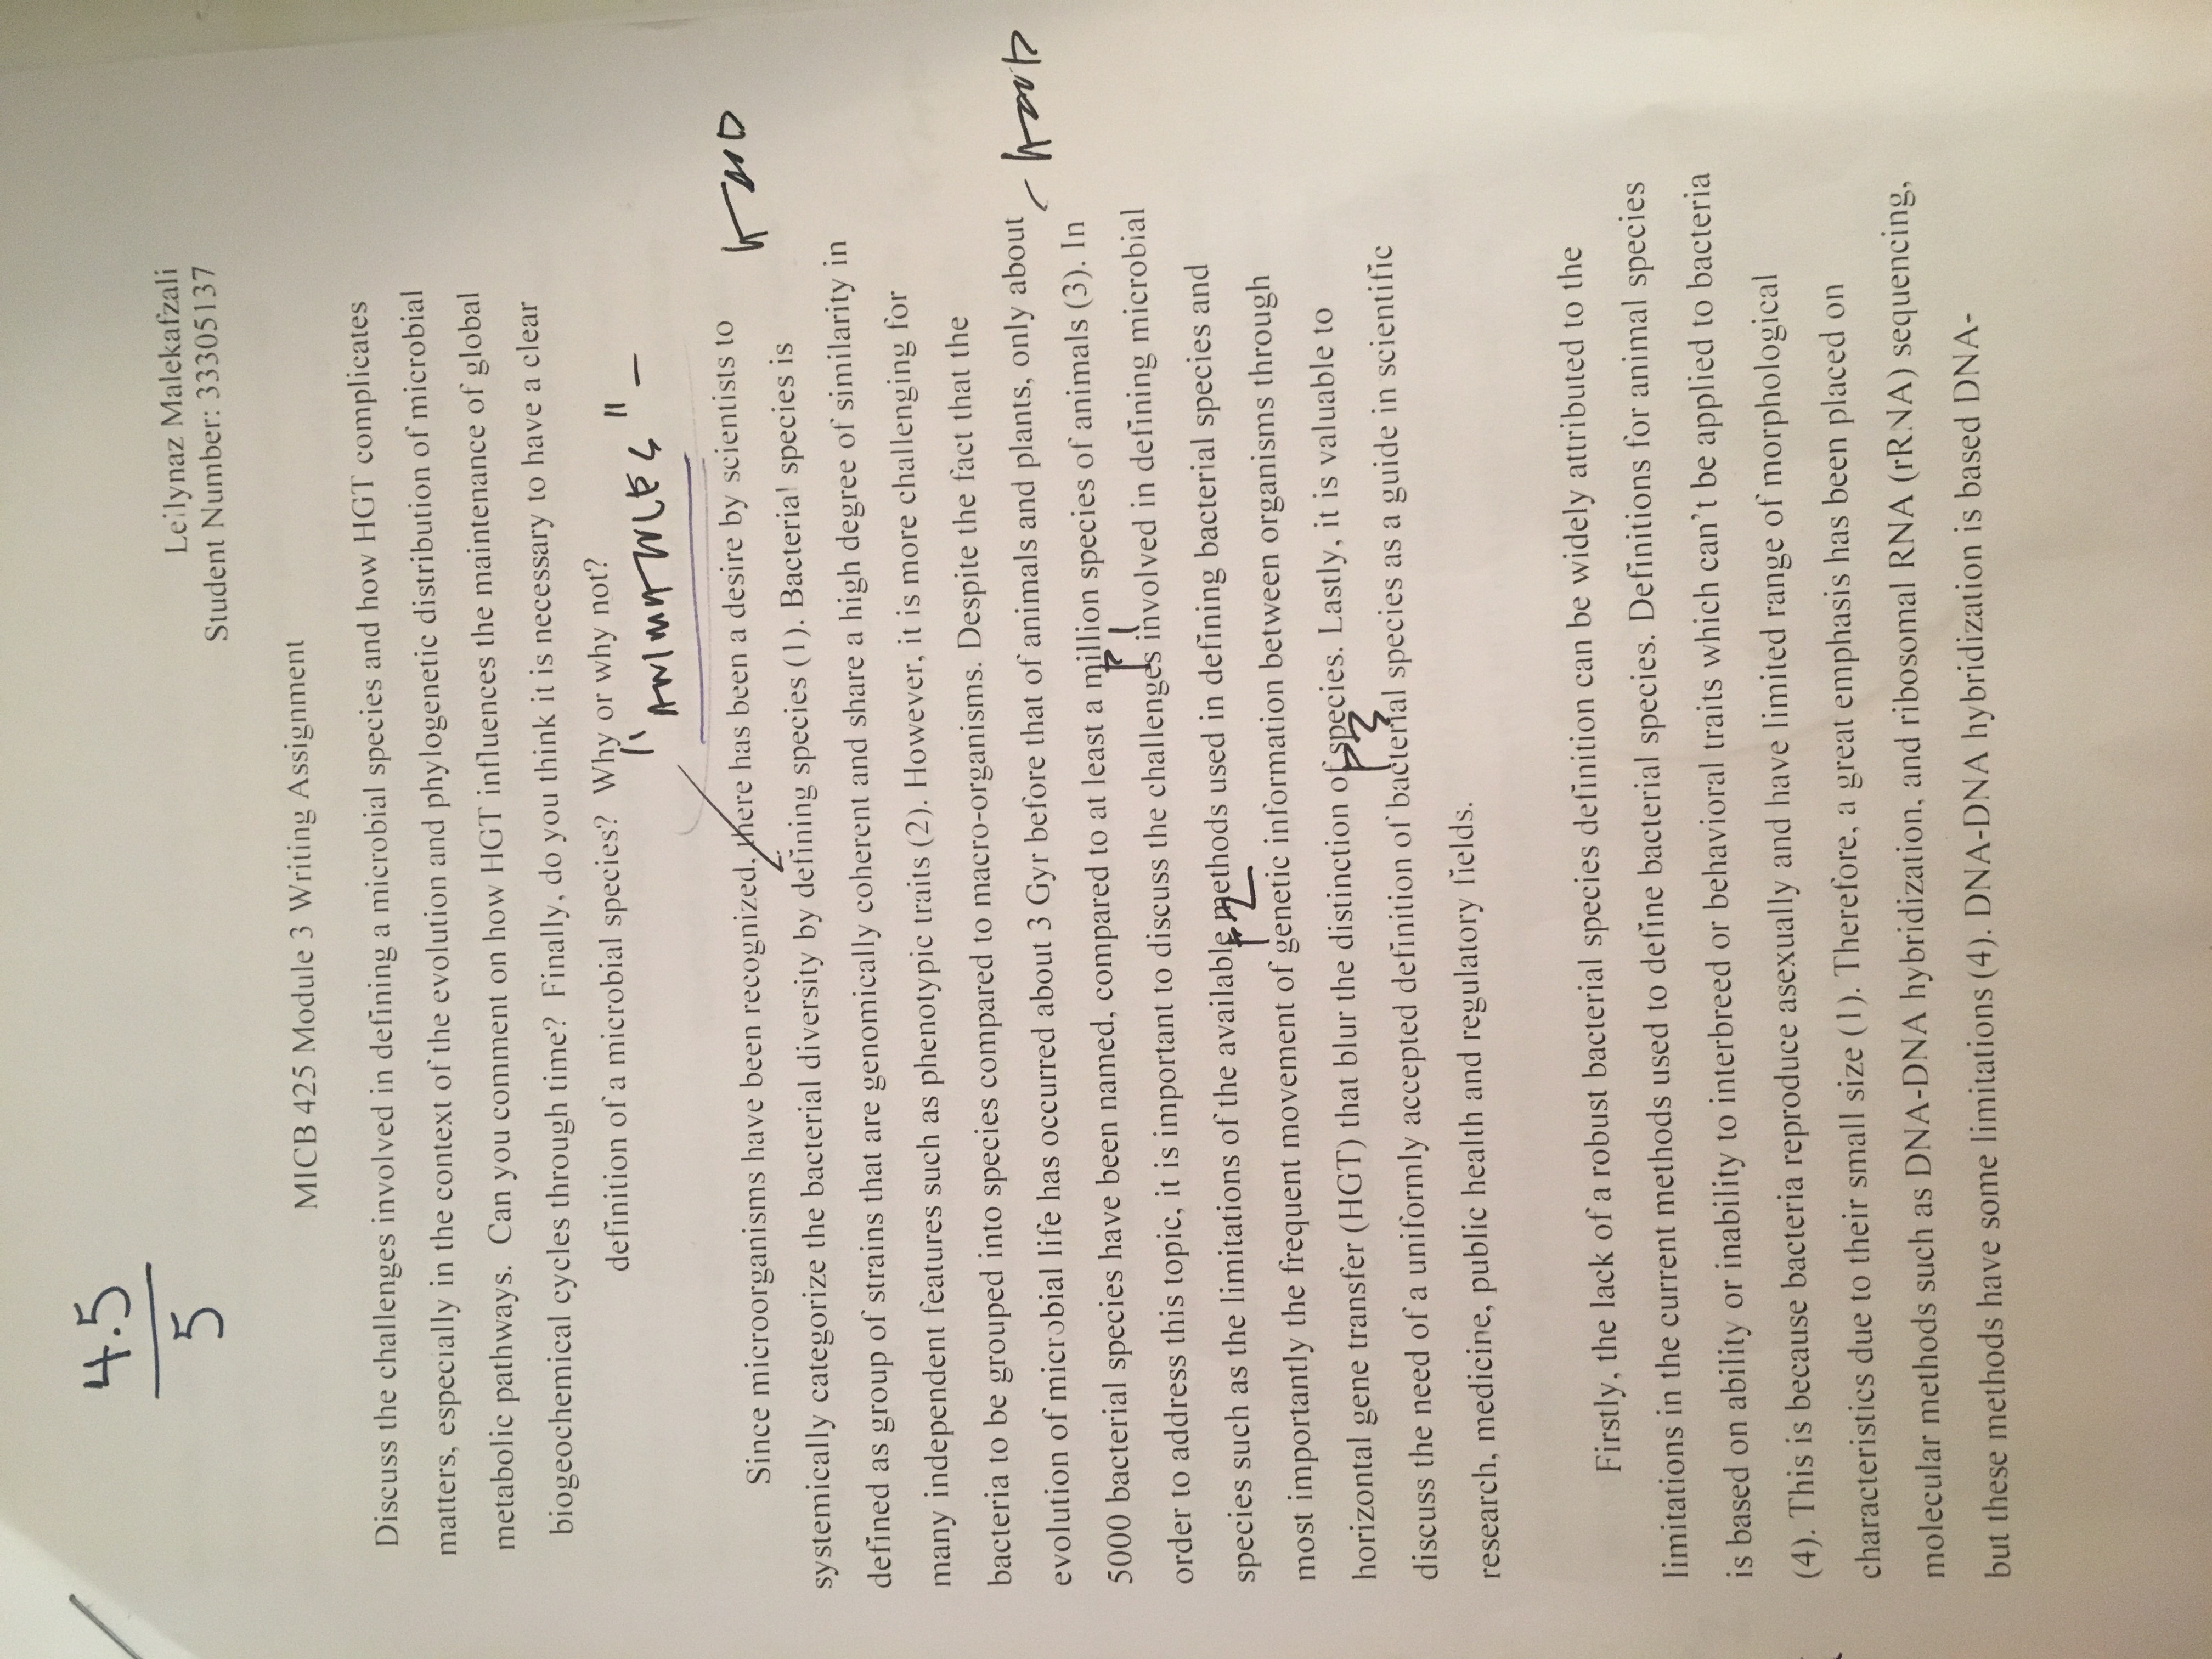 4.5
5
Leilynaz Malekafzali
Student Number: 33305137
MICB 425 Module 3 Writing Assignment
Discuss the challenges involved in defining a microbial species and how HGT complicates
matters, especially in the context of the evolution and phylogenetic distribution of microbial
metabolic pathways. Can you comment on how HGT influences the maintenance of global
biogeochemical cycles through time? Finally, do you think it is necessary to have a clear
definition of a microbial species? Why or why not?
Since microorganisms have been recognized, there has been a desire by scientists to
systemically categorize the bacterial diversity by defining species (1). Bacterial species is
defined as group of strains that are genomically coherent and share a high degree of similarity in
many independent features such as phenotypic traits (2). However, it is more challenging for
bacteria to be grouped into species compared to macro-organisms. Despite the fact that the
evolution of microbial life has occurred about 3 Gyr before that of animals and plants, only about
5000 bacterial species have been named, compared to at least a million species of animals (3). In
P1
order to address this topic, it is important to discuss the challenges involved in defining microbial
species such as the limitations of the available methods used in defining bacterial species and
P2
most importantly the frequent movement of genetic information between organisms through
horizontal gene transfer (HGT) that blur the distinction of species. Lastly, it is valuable to
P3
discuss the need of a uniformly accepted definition of bacterial species as a guide in scientific
research, medicine, public health and regulatory fields.
Firstly, the lack of a robust bacterial species definition can be widely attributed to the
limitations in the current methods used to define bacterial species. Definitions for animal species
is based on ability or inability to interbreed or behavioral traits which can't be applied to bacteria
(4). This is because bacteria reproduce asexually and have limited range of morphological
characteristics due to their small size (1). Therefore, a great emphasis has been placed on
molecular methods such as DNA-DNA hybridization, and ribosomal RNA (rRNA) sequencing,
but these methods have some limitations (4). DNA-DNA hybridization is based DNA-